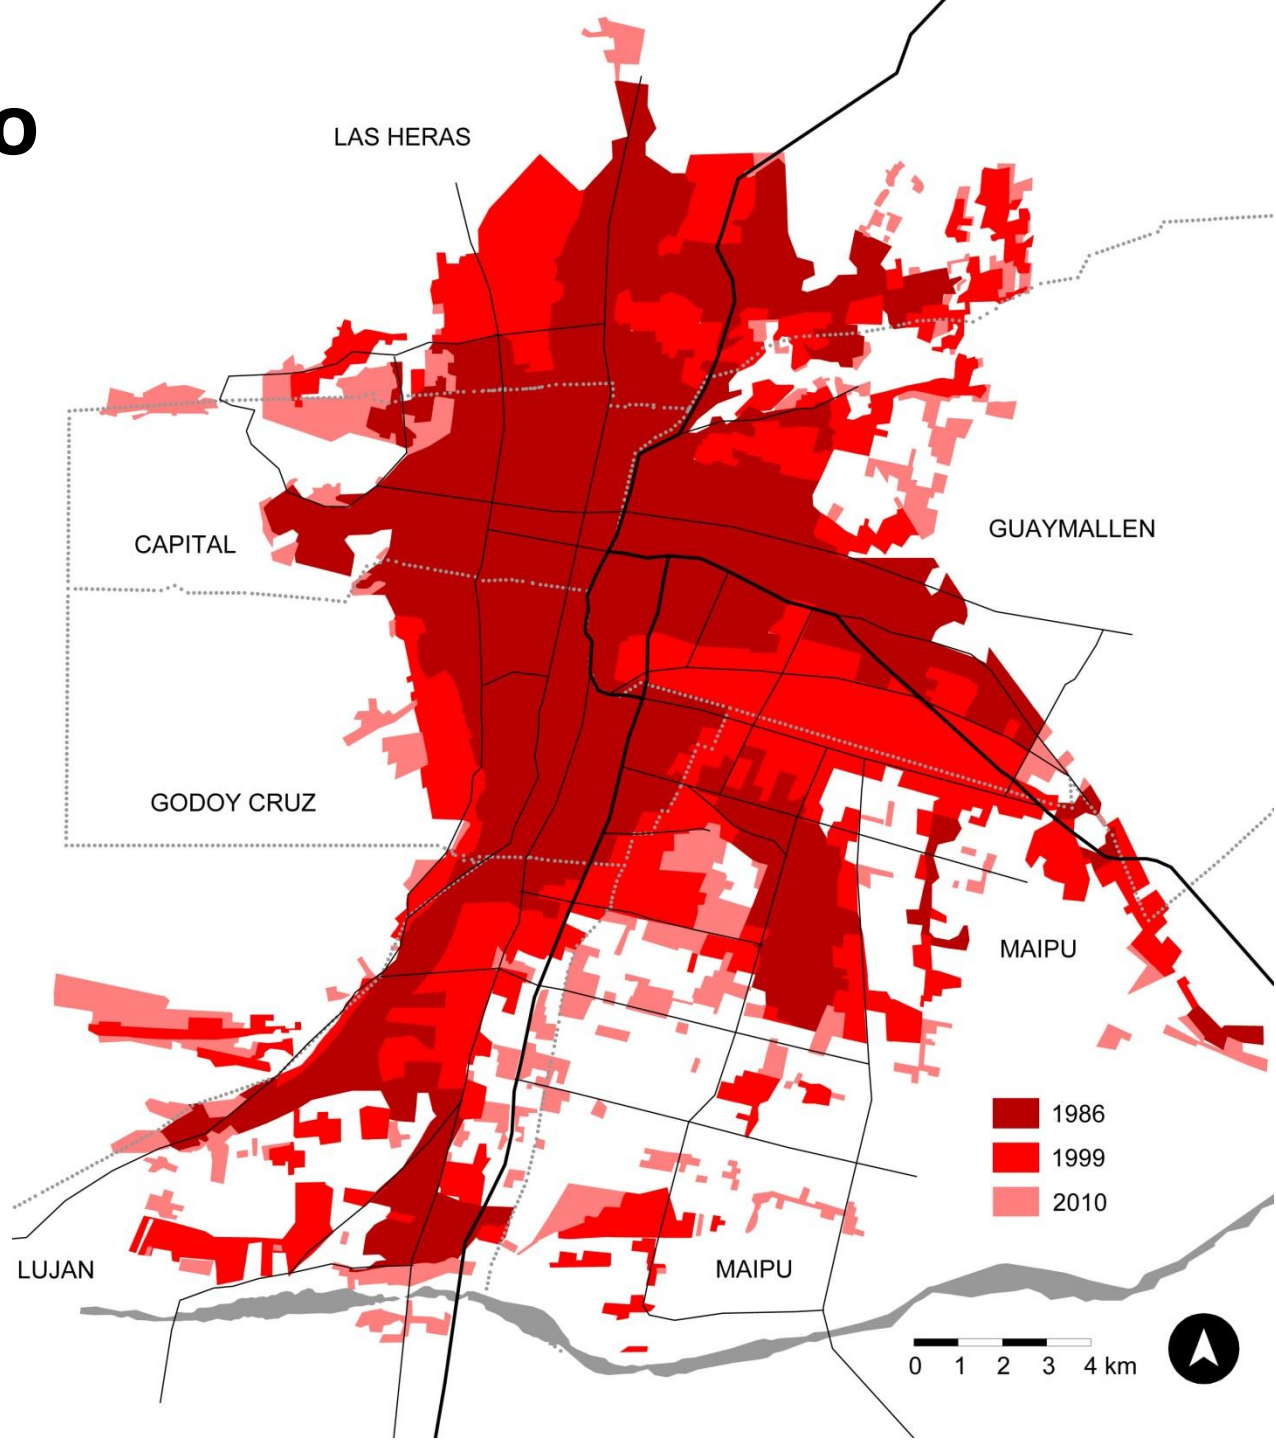 o
LAS HERAS
CAPITAL
GUAYMALLEN
GODOY CRUZ
MAIPU
1986
1999
2010
LUJAN
MAIPU
0 1 2 3 4 km